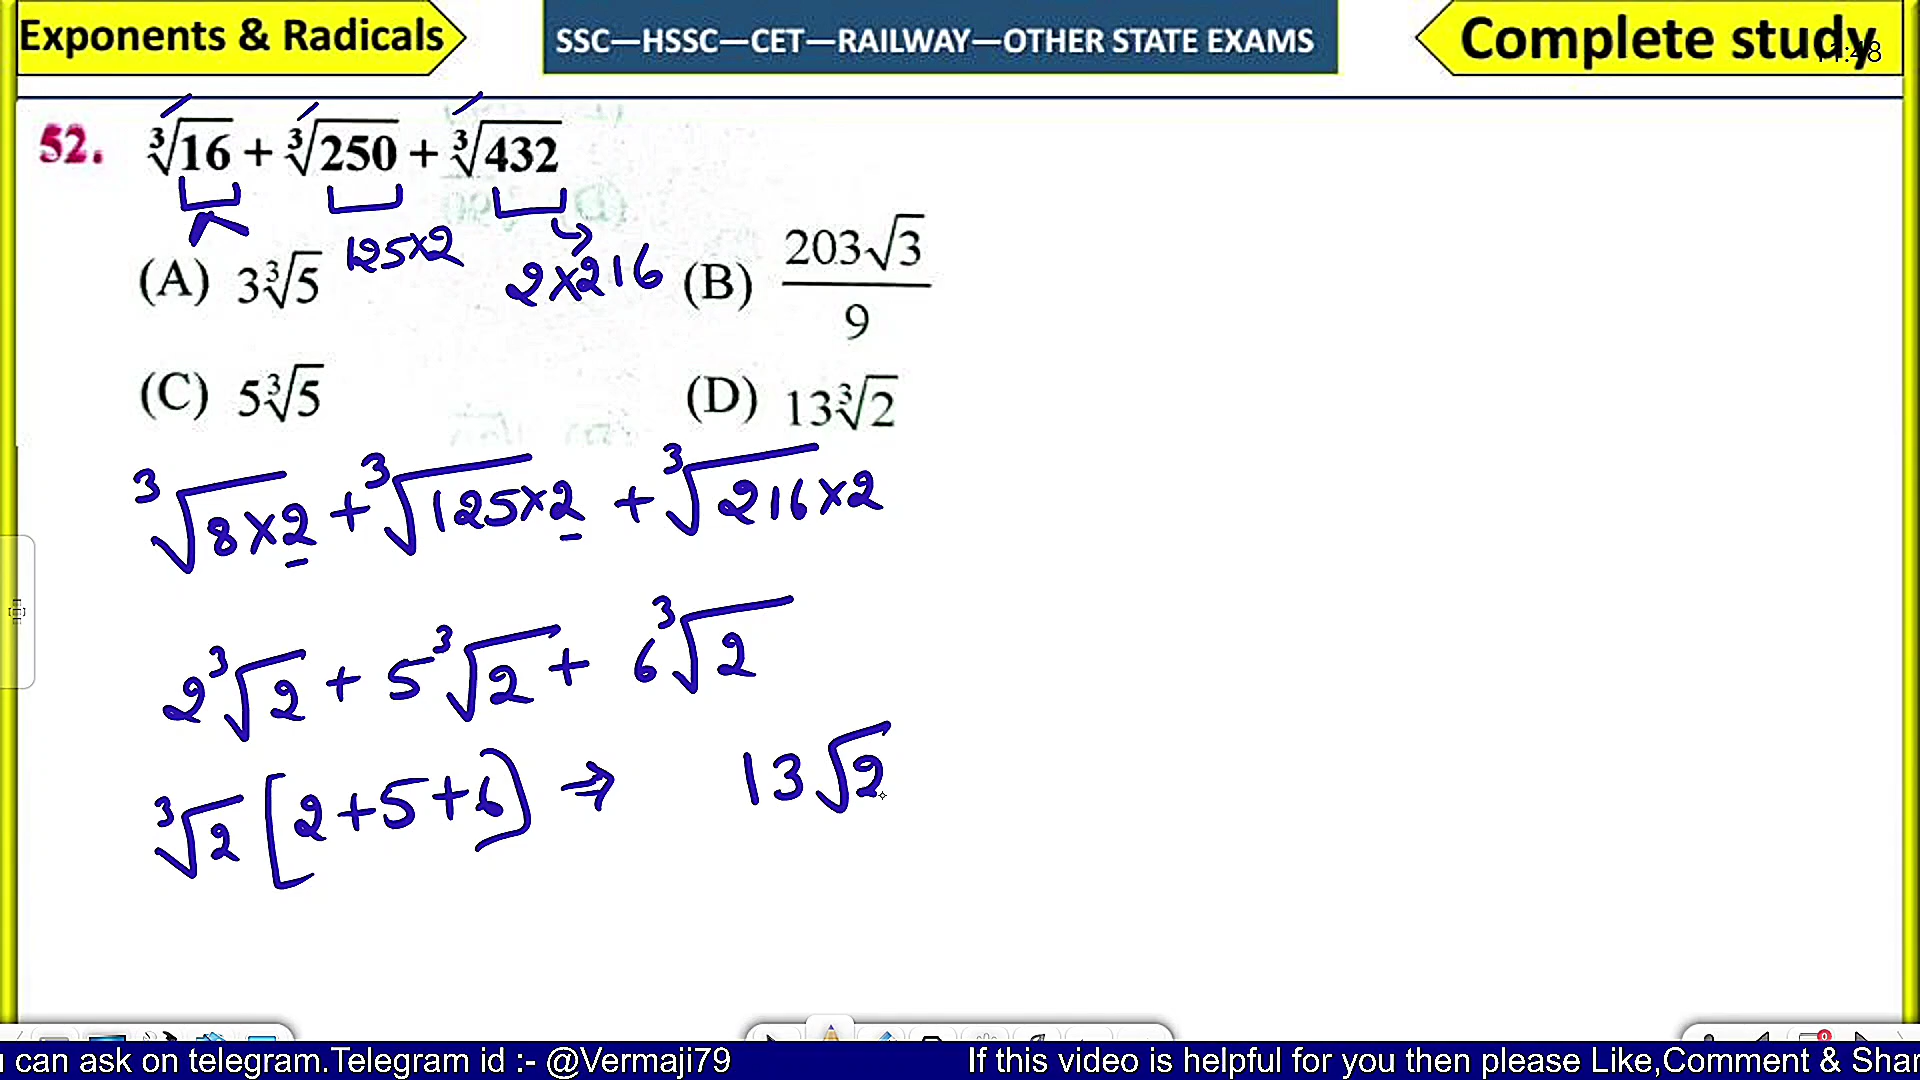 Exponents & Radicals
SSC—HSSC—CET—RAILWAY—OTHER STATE EXAMS
Complete study
11:48
52. ∛16 + ∛250 + ∛432
125×2
2×216
(A) 3∛5
(B) 203√3/9
(C) 5∛5
(D) 13∛2
∛8×2 + ∛125×2 + ∛216×2
2∛2 + 5∛2 + 6∛2
∛2 [2+5+6) ⇒ 13√2
u can ask on telegram.Telegram id :- @Vermaji79
If this video is helpful for you then please Like,Comment & Shar